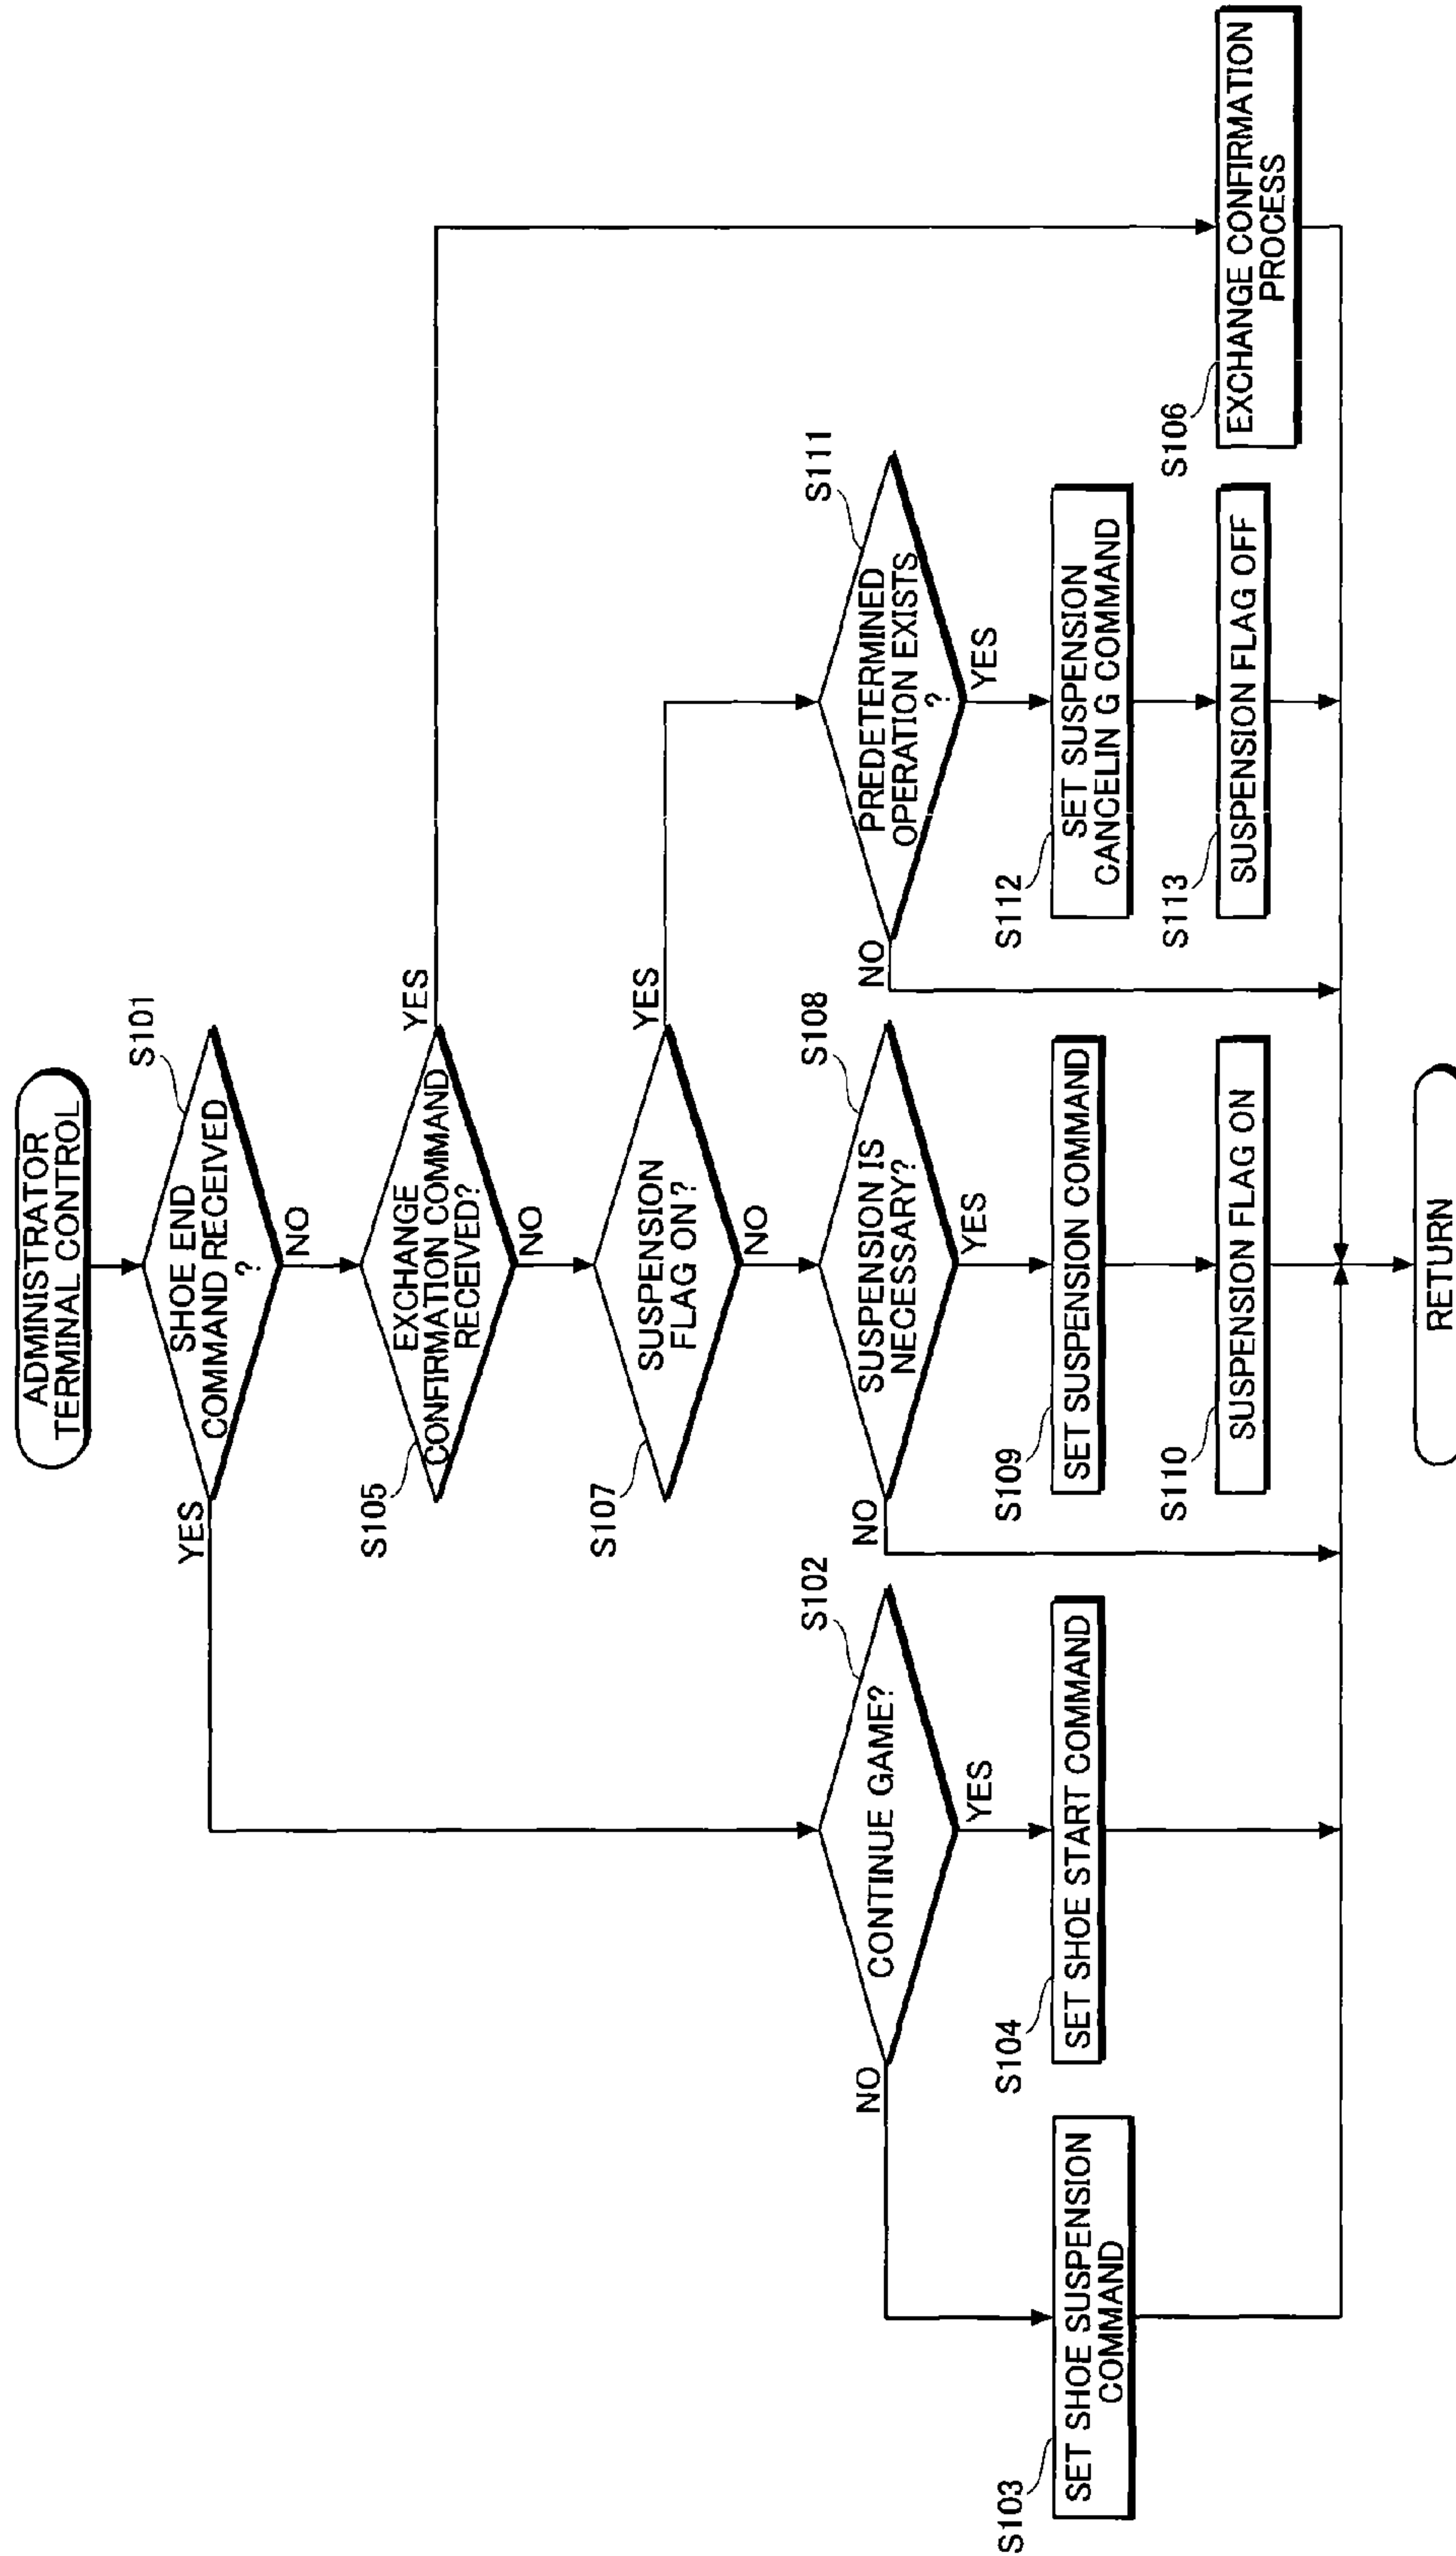 ADMINISTRATOR
TERMINAL CONTROL
S101
SHOE END
COMMAND RECEIVED
?
YES
NO
S105
EXCHANGE
CONFIRMATION COMMAND
RECEIVED?
YES
NO
S107
SUSPENSION
FLAG ON?
YES
NO
S102
CONTINUE GAME?
NO
YES
S108
SUSPENSION IS
NECESSARY?
NO
YES
S111
PREDETERMINED
OPERATION EXISTS
?
NO
YES
S103
SET SHOE SUSPENSION
COMMAND
S104
SET SHOE START COMMAND
S109
SET SUSPENSION COMMAND
S112
SET SUSPENSION
CANCELIN G COMMAND
S110
SUSPENSION FLAG ON
S113
SUSPENSION FLAG OFF
S106
EXCHANGE CONFIRMATION
PROCESS
RETURN